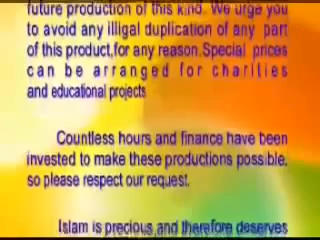 future production of this kind. We urge you
to avoid any illigal duplication of any part
of this product,for any reason.Special prices
can be arranged for charities
and educational projects
Countless hours and finance have been
invested to make these productions possible,
so please respect our request.
Islam is precious and therefore deserves